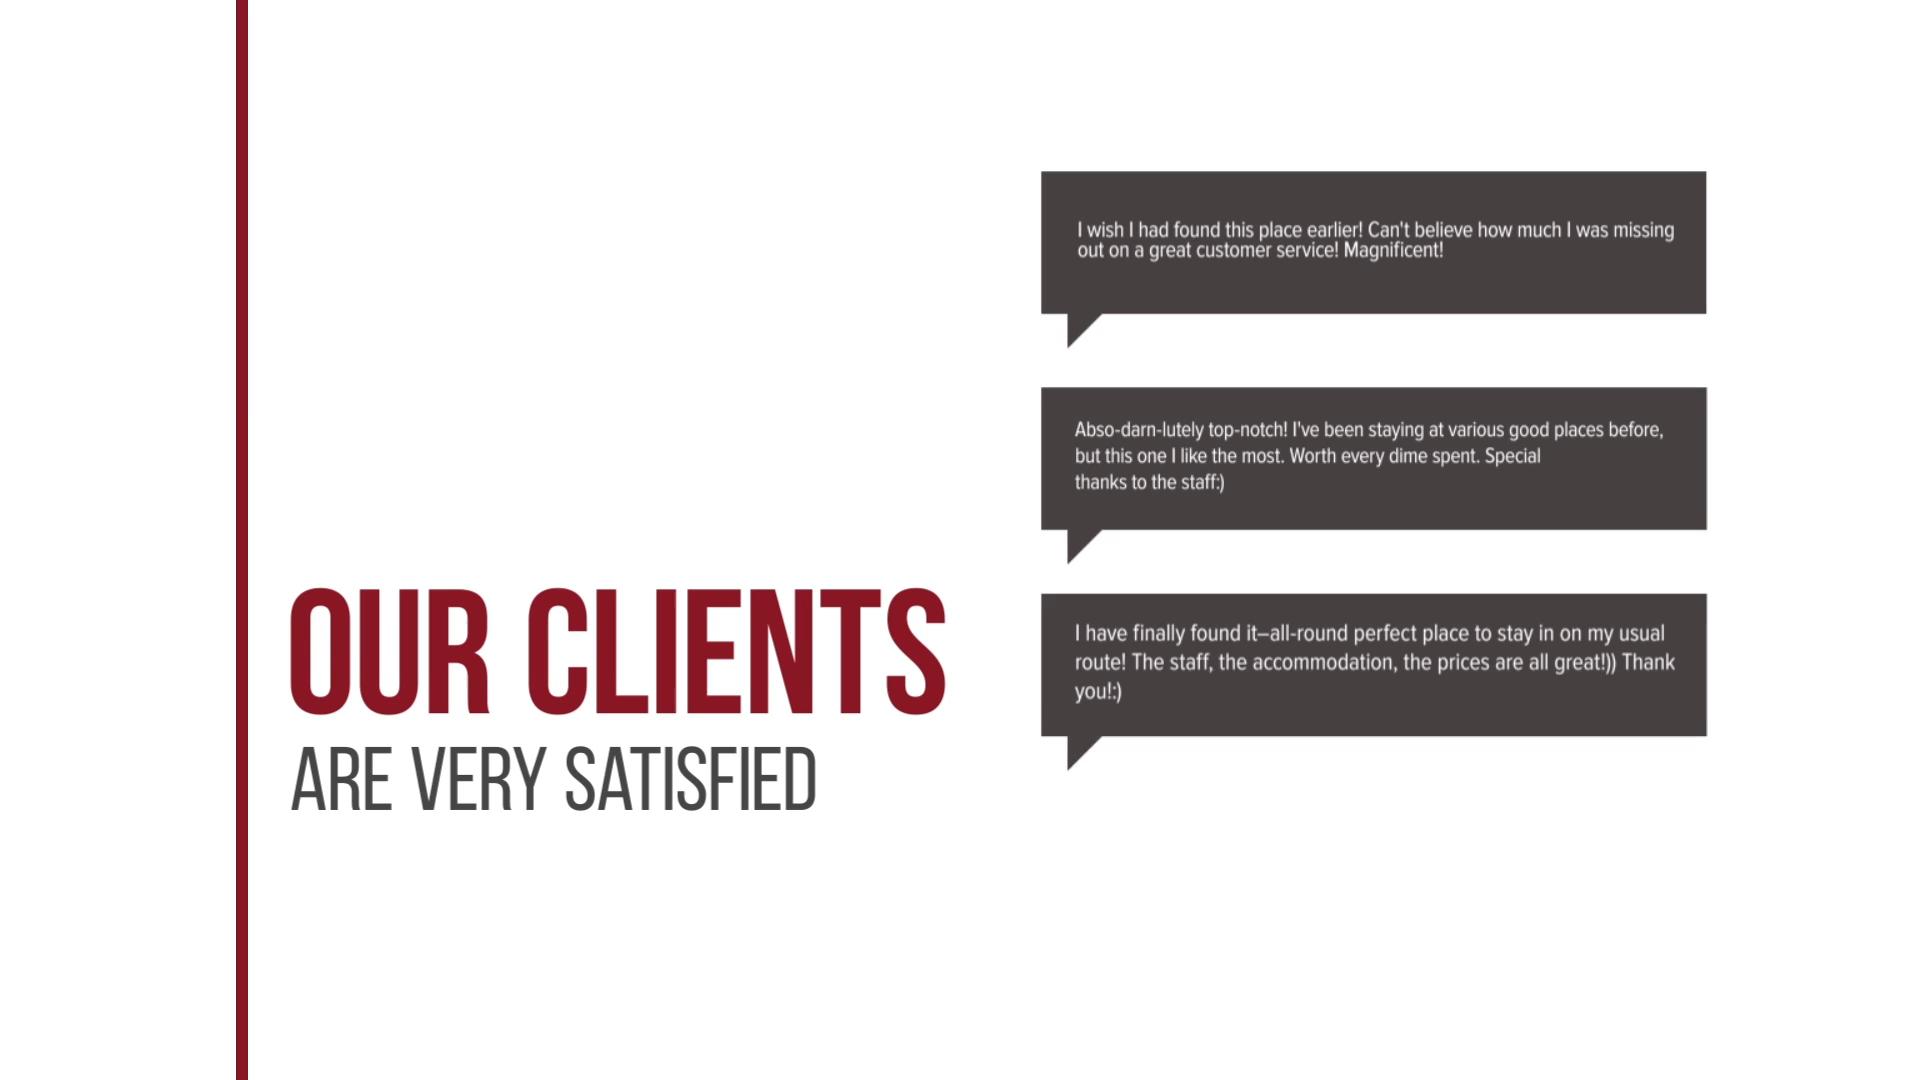 OUR CLIENTS
ARE VERY SATISFIED
I wish I had found this place earlier! Can't believe how much I was missing
out on a great customer service! Magnificent!
Abso-darn-lutely top-notch! I've been staying at various good places before,
but this one I like the most. Worth every dime spent. Special
thanks to the staff:)
I have finally found it–all-round perfect place to stay in on my usual
route! The staff, the accommodation, the prices are all great!)) Thank
you!:)